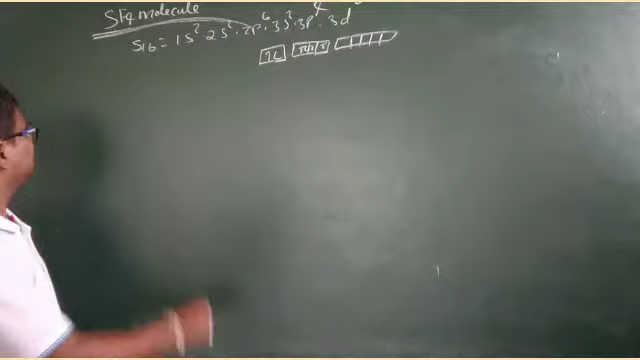 SF4 molecule
S16 = 1s² 2s² 2p⁶ 3s² 3p⁴ 3d